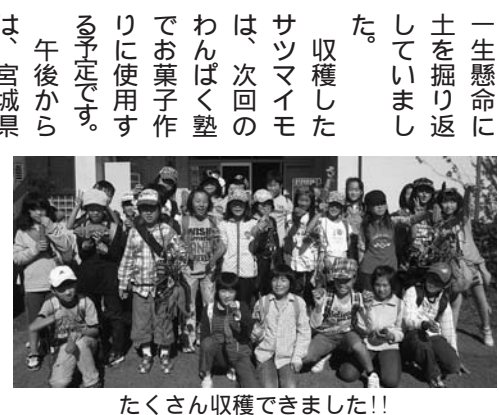 一生懸命に
土を掘り返
していまし
た。
　収穫した
サツマイモ
は、次回の
わんぱく塾
でお菓子作
りに使用す
る予定です。
　午後から
は、宮城県
たくさん収穫できました!!